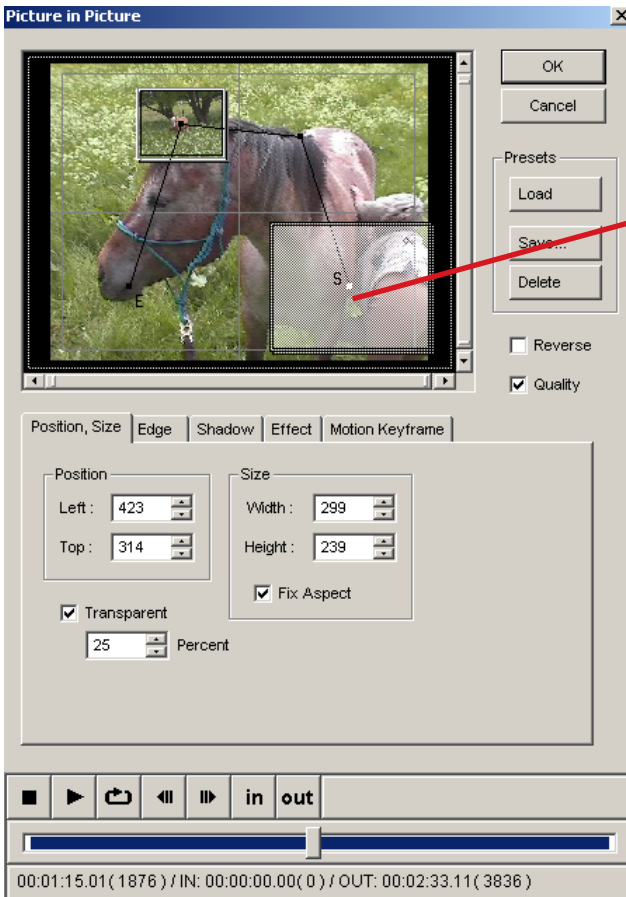 Picture in Picture
OK
Cancel
Presets
Load
Save...
Delete
Reverse
Quality
S
E
Position, Size Edge Shadow Effect Motion Keyframe
Position Size
Left : 423 Width : 299
Top : 314 Height : 239
Fix Aspect
Transparent
25 Percent
in out
00:01:15.01( 1876 ) / IN: 00:00:00.00( 0 ) / OUT: 00:02:33.11( 3836 )